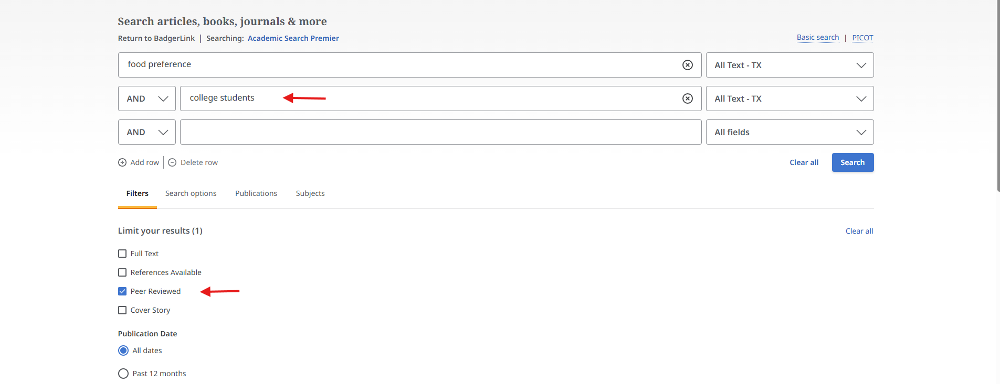 Search articles, books, journals & more
Return to BadgerLink | Searching: Academic Search Premier
Basic search | PICOT
food preference
All Text - TX
AND
college students
All Text - TX
AND
All fields
Add row
Delete row
Clear all
Search
Filters
Search options
Publications
Subjects
Limit your results (1)
Clear all
Full Text
References Available
Peer Reviewed
Cover Story
Publication Date
All dates
Past 12 months